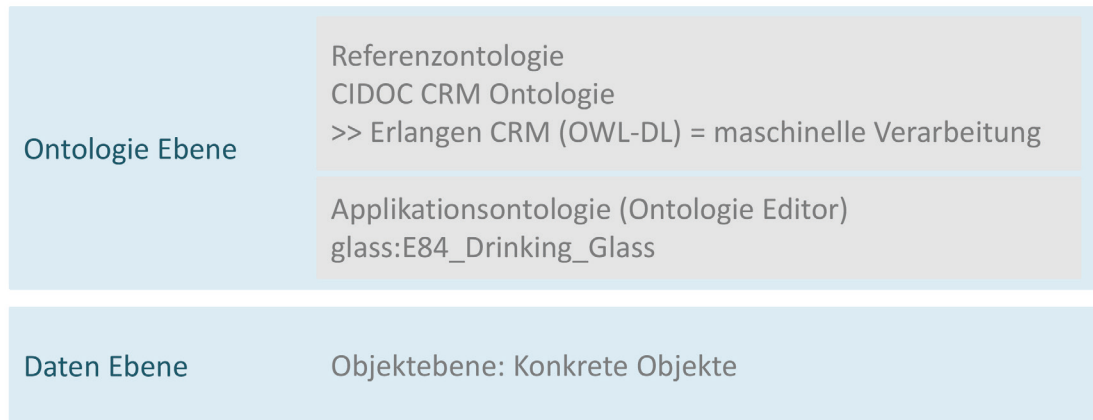 Ontologie Ebene
Referenzontologie
CIDOC CRM Ontologie
>> Erlangen CRM (OWL-DL) = maschinelle Verarbeitung
Applikationsontologie (Ontologie Editor)
glass:E84_Drinking_Glass
Daten Ebene
Objektebene: Konkrete Objekte